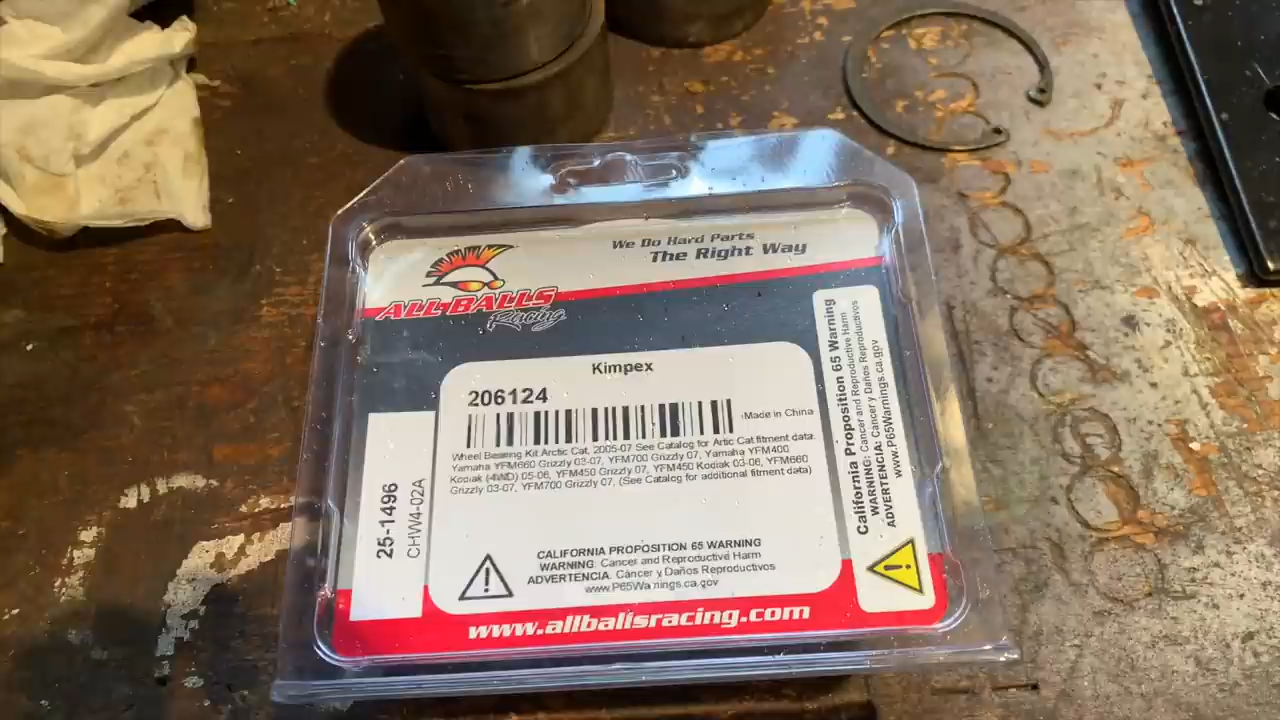 We Do Hard Parts
The Right Way
ALL BALLS
Racing
Kimpex
206124
Made in China
Wheel Bearing Kit Arctic Cat, 2005-07 See Catalog for Artic Cat fitment data.
Yamaha YFM660 Grizzly 03-07, YFM700 Grizzly 07, Yamaha YFM400
Kodiak (4WD) 05-06, YFM450 Grizzly 07, YFM450 Kodiak 03-06, YFM660
Grizzly 03-07, YFM700 Grizzly 07, (See Catalog for additional fitment data)
25-1496
CHW4-02A
CALIFORNIA PROPOSITION 65 WARNING
WARNING: Cancer and Reproductive Harm
ADVERTENCIA: Cáncer y Daños Reproductivos
www.P65Warnings.ca.gov
www.allballsracing.com
California Proposition 65 Warning
WARNING: Cancer and Reproductive Harm
ADVERTENCIA: Cancer y Daños Reproductivos
www.P65Warnings.ca.gov